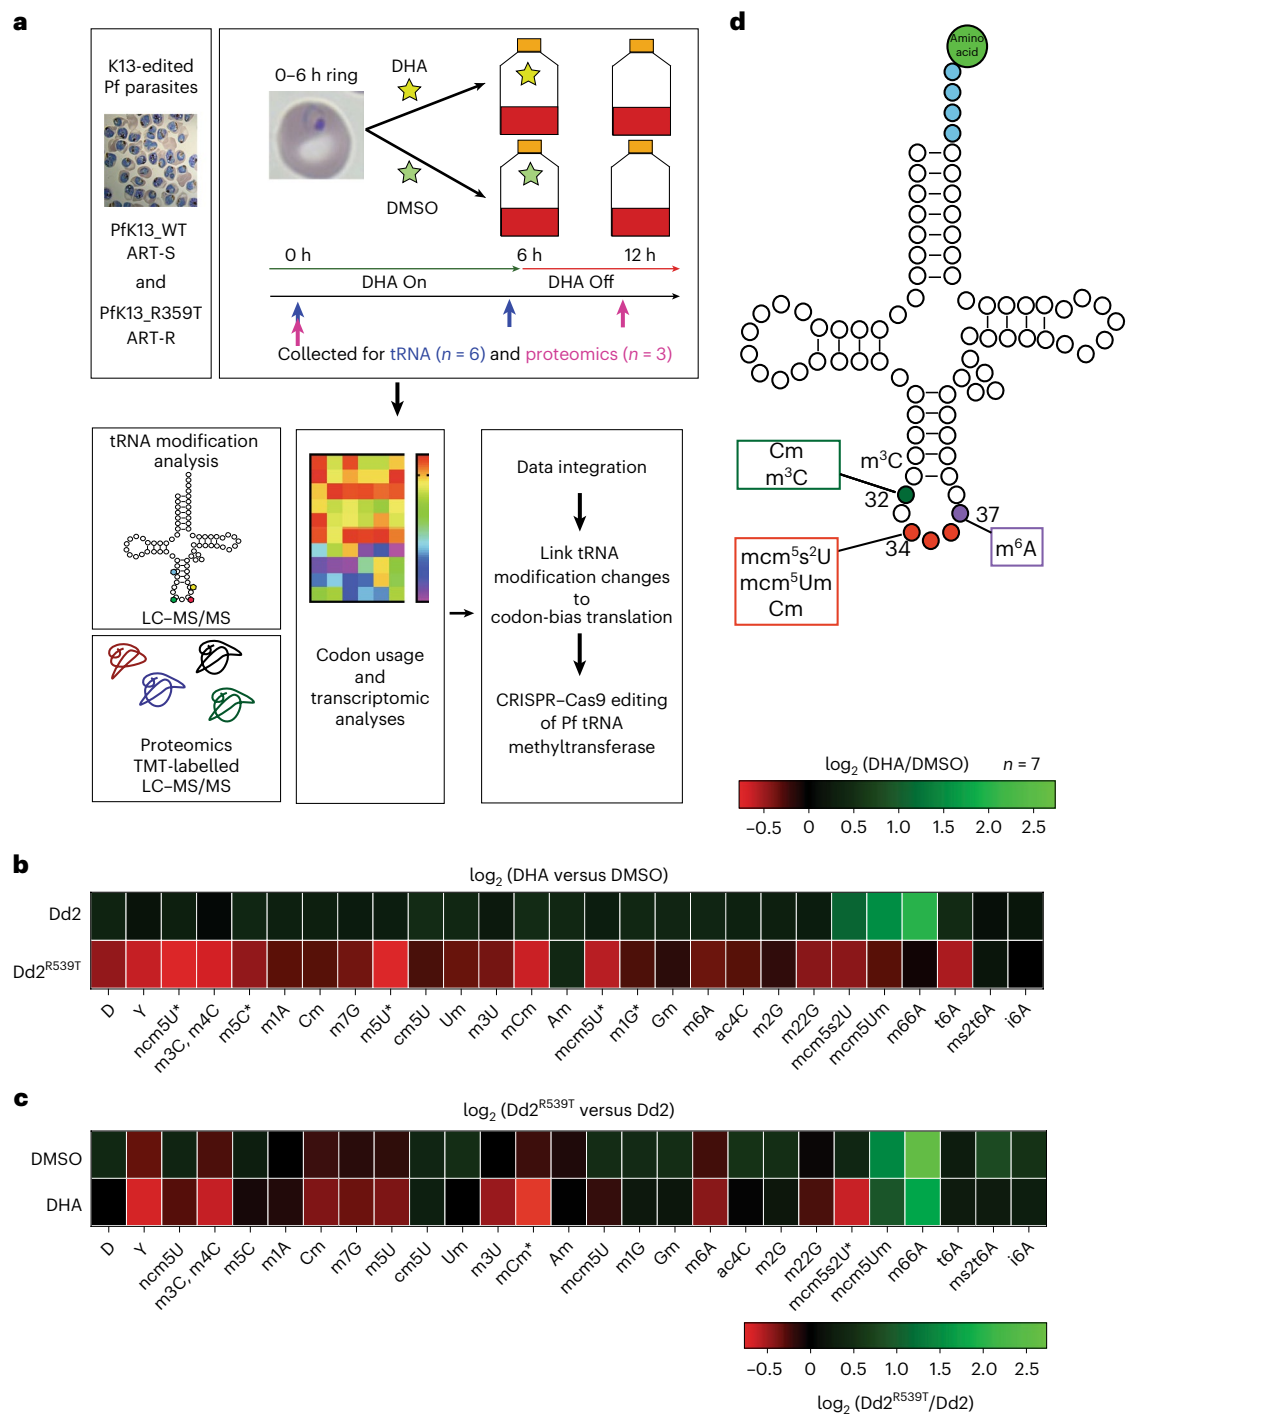 a
K13-edited
Pf parasites
PfK13_WT
ART-S
and
PfK13_R359T
ART-R
0–6 h ring
DHA
DMSO
0 h
6 h
12 h
DHA On
DHA Off
Collected for tRNA (n = 6) and proteomics (n = 3)
tRNA modification
analysis
LC–MS/MS
Proteomics
TMT-labelled
LC–MS/MS
Codon usage
and
transcriptomic
analyses
Data integration
Link tRNA
modification changes
to
codon-bias translation
CRISPR–Cas9 editing
of Pf tRNA
methyltransferase
d
Amino
acid
Cm
m³C
m³C
32
34
37
mcm⁵s²U
mcm⁵Um
Cm
m⁶A
log₂ (DHA/DMSO) n = 7
–0.5 0 0.5 1.0 1.5 2.0 2.5
b
log₂ (DHA versus DMSO)
Dd2
Dd2ᴿ⁵³⁹ᵀ
D Y ncm5U* m3C, m4C m5C* m1A Cm m7G m5U* cm5U Um m3U mCm Am mcm5U* m1G* Gm m6A ac4C m2G m22G mcm5s2U mcm5Um m66A t6A ms2t6A i6A
c
log₂ (Dd2ᴿ⁵³⁹ᵀ versus Dd2)
DMSO
DHA
D Y ncm5U m3C, m4C m5C m1A Cm m7G m5U cm5U Um m3U mCm* Am mcm5U m1G Gm m6A ac4C m2G m22G mcm5s2U* mcm5Um m66A t6A ms2t6A i6A
–0.5 0 0.5 1.0 1.5 2.0 2.5
log₂ (Dd2ᴿ⁵³⁹ᵀ/Dd2)